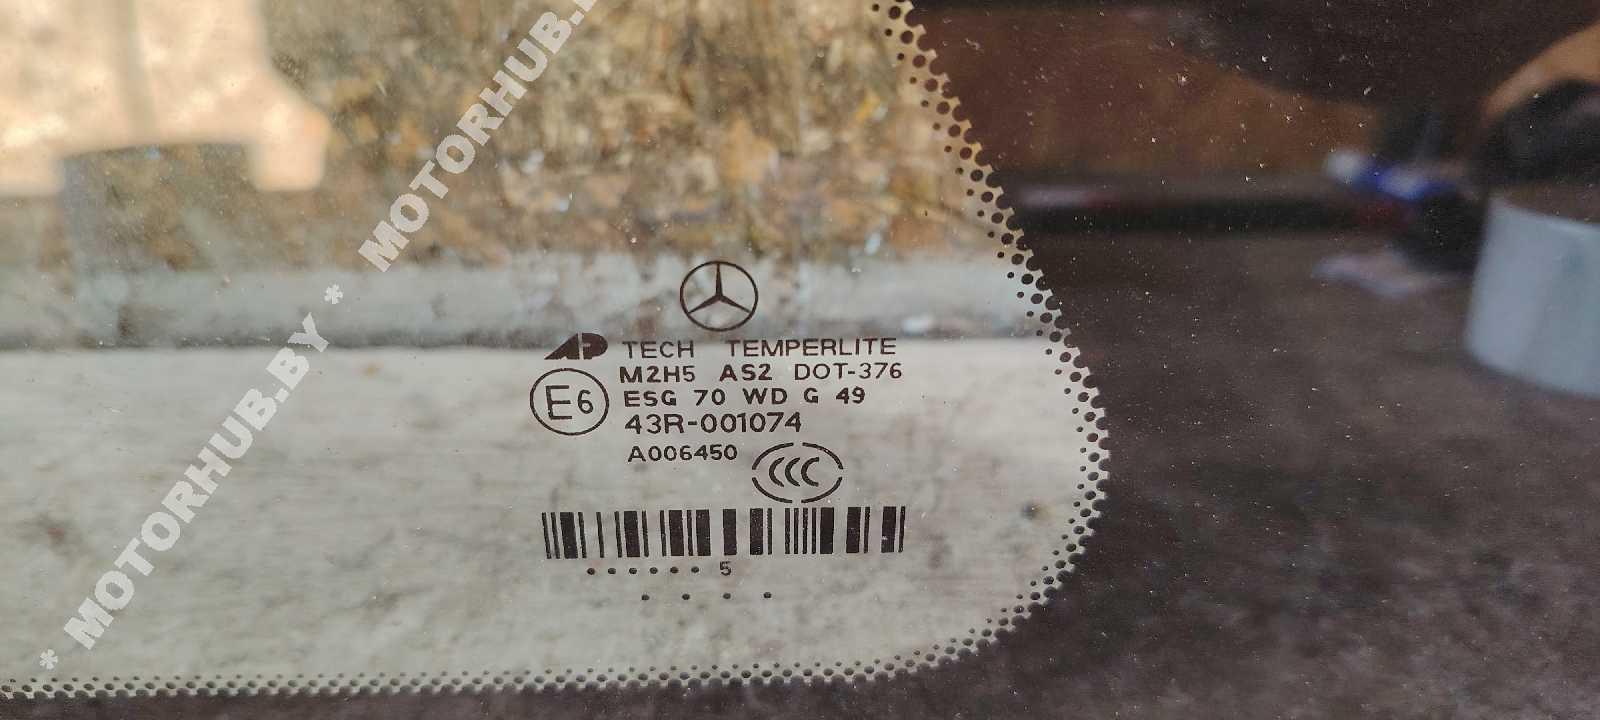 * MOTORHUB.BY * MOTORHUB.BY
AP TECH TEMPERLITE
M2H5 AS2 DOT-376
E6 ESG 70 WD G 49
43R-001074
A006450 CCC
. . . . . . 5
. . . .